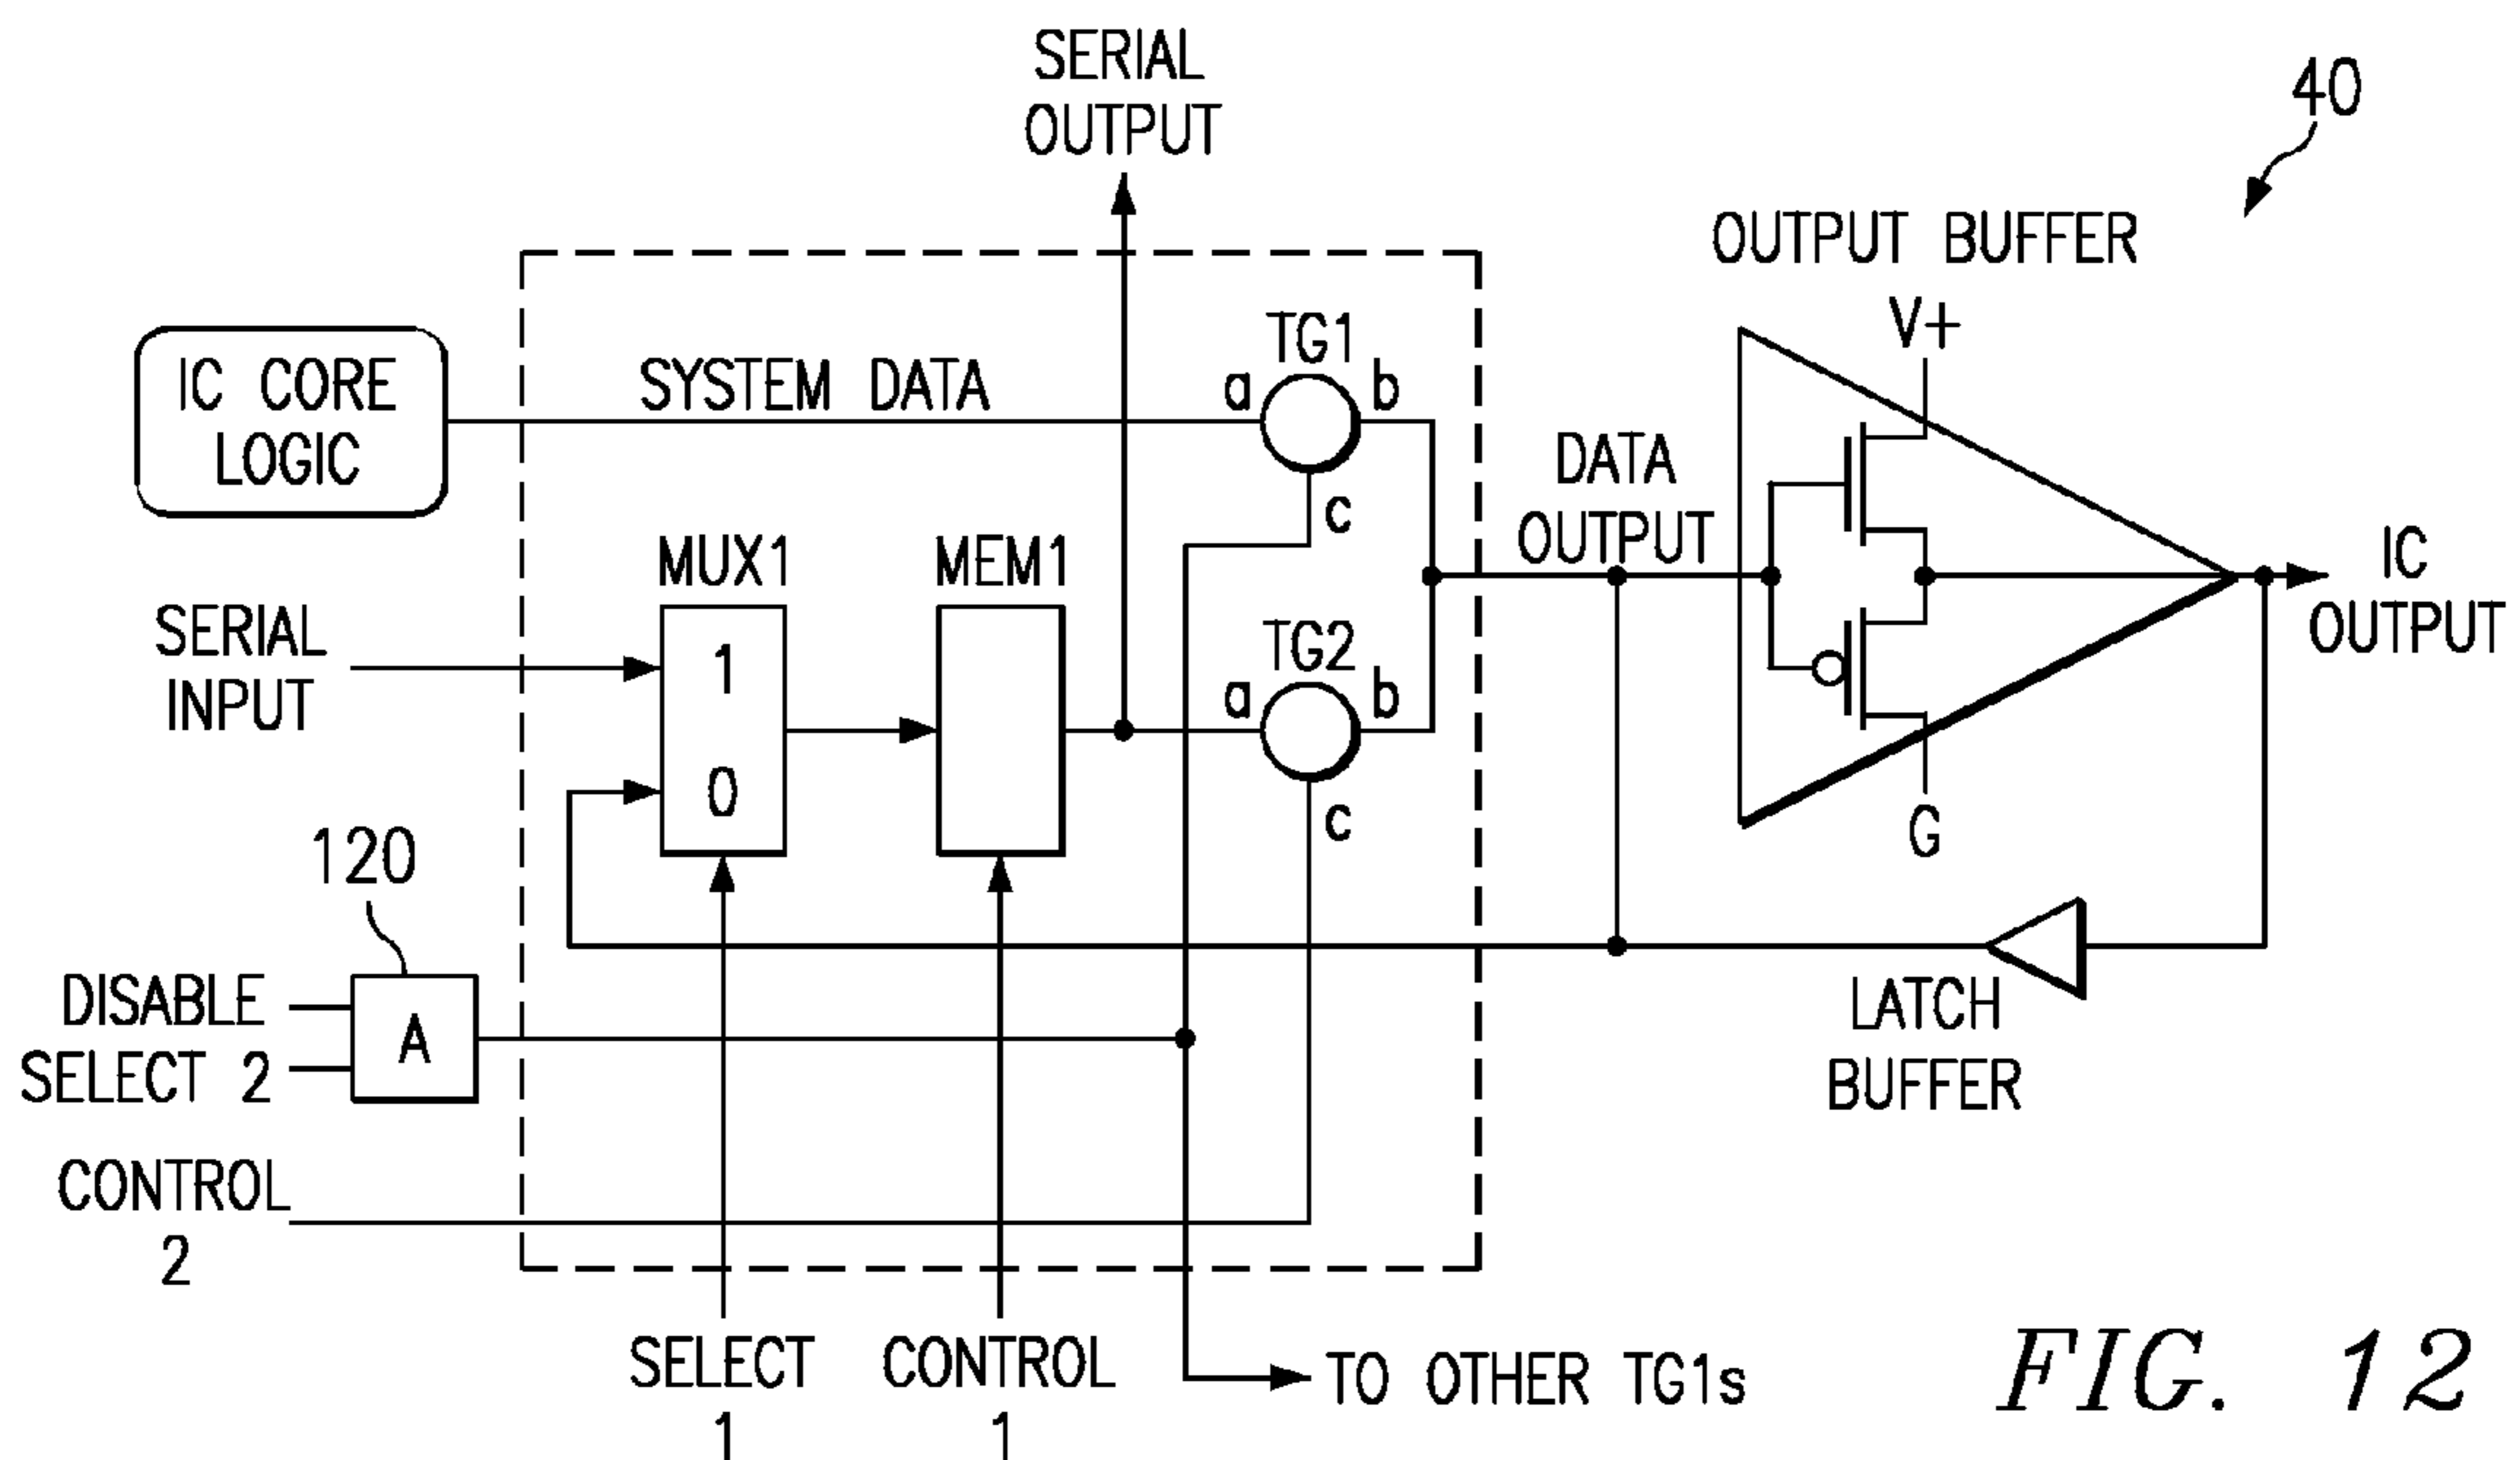 SERIAL
OUTPUT
40
OUTPUT BUFFER
V+
IC CORE
LOGIC
SYSTEM DATA
TG1
a
b
c
DATA
OUTPUT
IC
OUTPUT
MUX1
MEM1
1
0
SERIAL
INPUT
TG2
a
b
c
G
120
DISABLE
SELECT 2
A
LATCH
BUFFER
CONTROL
2
SELECT
1
CONTROL
1
TO OTHER TG1s
FIG. 12